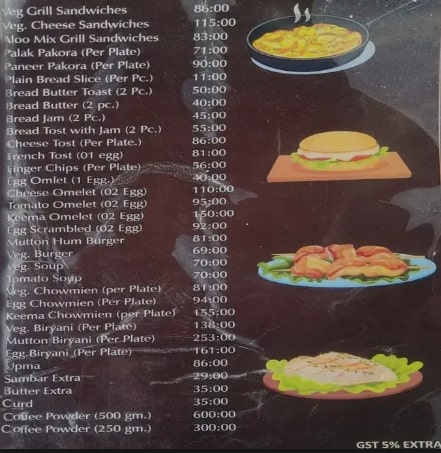 Veg Grill Sandwiches 86:00
Veg. Cheese Sandwiches 115:00
Aloo Mix Grill Sandwiches 83:00
Palak Pakora (Per Plate) 71:00
Paneer Pakora (Per Plate) 90:00
Plain Bread Slice (Per Pc.) 11:00
Bread Butter Toast (2 Pc.) 50:00
Bread Butter (2 pc.) 40:00
Bread Jam (2 Pc.) 45:00
Bread Tost with Jam (2 Pc.) 55:00
Cheese Tost (Per Plate.) 86:00
French Tost (01 egg) 81:00
Finger Chips (Per Plate) 56:00
Egg Omlet (1 Egg.) 40:00
Cheese Omelet (02 Egg) 110:00
Tomato Omelet (02 Egg) 95:00
Keema Omelet (02 Egg) 150:00
Egg Scrambled (02 Egg) 92:00
Mutton Hum Burger 81:00
Veg. Burger 69:00
Veg. Soup 70:00
Tomato Soup 70:00
Veg. Chowmien (per Plate) 81:00
Egg Chowmien (Per Plate) 94:00
Keema Chowmien (per Plate) 155:00
Veg. Biryani (Per Plate) 138:00
Mutton Biryani (Per Plate) 253:00
Egg Biryani (Per Plate) 161:00
Upma 86:00
Sambar Extra 29:00
Butter Extra 35:00
Curd 35:00
Coffee Powder (500 gm.) 600:00
Coffee Powder (250 gm.) 300:00
GST 5% EXTRA